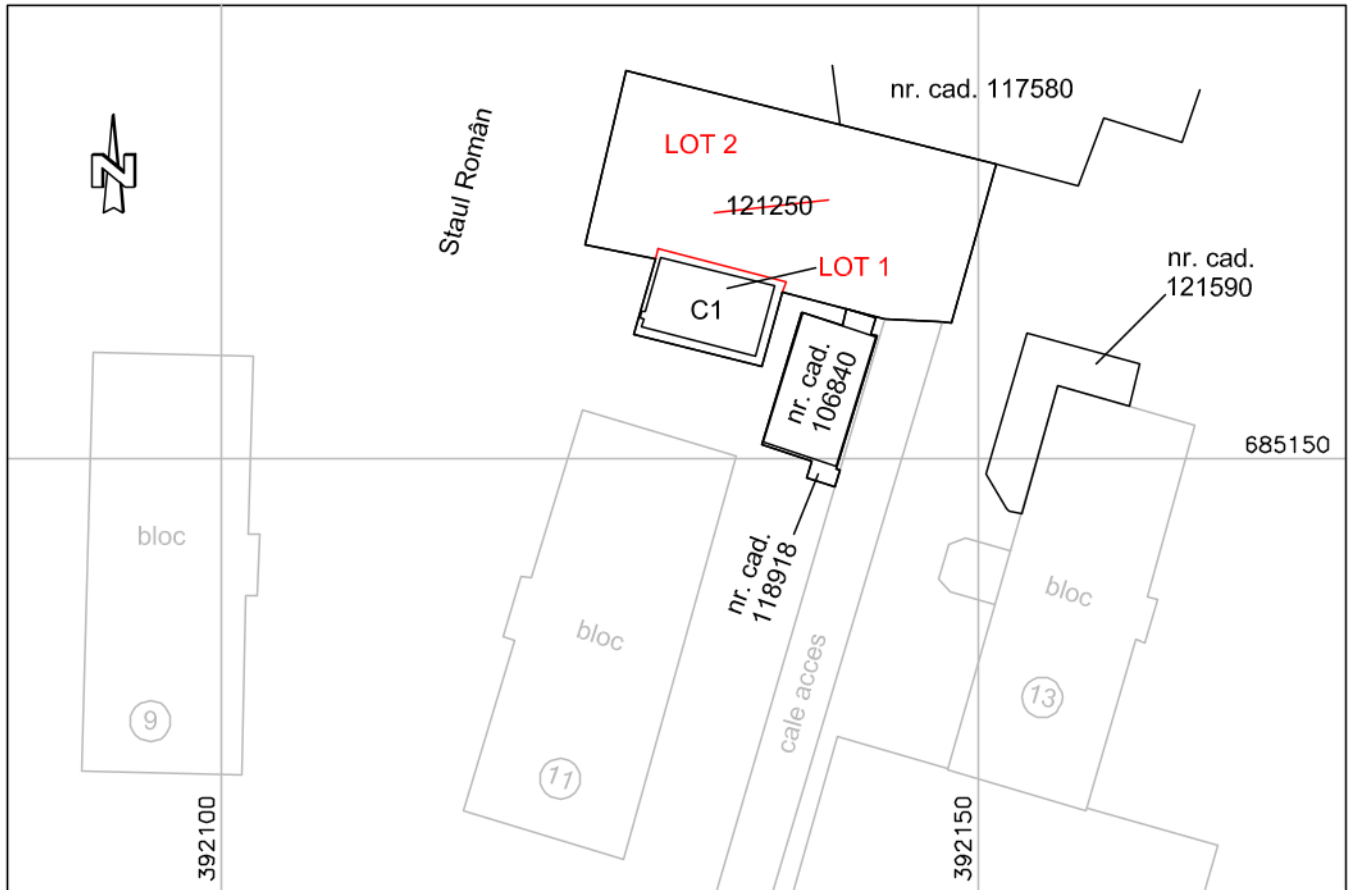 nr. cad. 117580
LOT 2
Staul Român
N
121250
LOT 1
nr. cad.
121590
C1
nr. cad.
106840
685150
bloc
nr. cad.
118918
bloc
bloc
cale acces
9
11
13
392100
392150